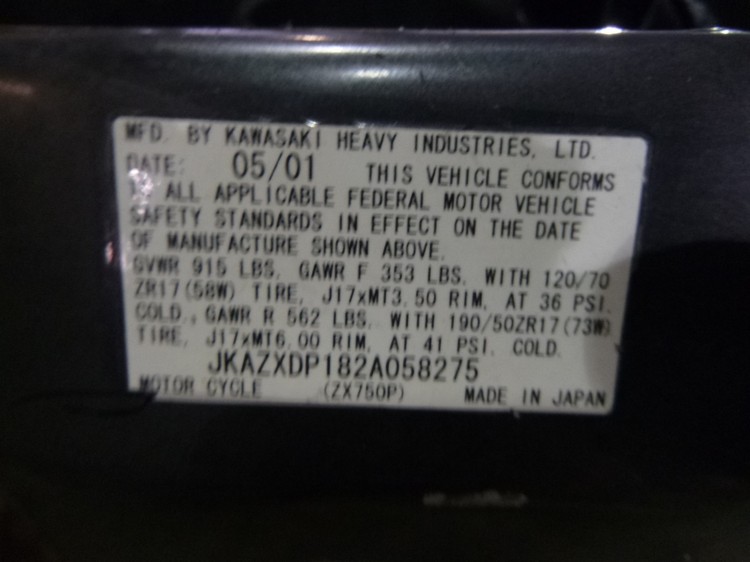 MFD. BY KAWASAKI HEAVY INDUSTRIES, LTD.
DATE: 05/01 THIS VEHICLE CONFORMS
TO ALL APPLICABLE FEDERAL MOTOR VEHICLE
SAFETY STANDARDS IN EFFECT ON THE DATE
OF MANUFACTURE SHOWN ABOVE.
GVWR 915 LBS. GAWR F 353 LBS. WITH 120/70
ZR17(58W) TIRE, J17xMT3.50 RIM, AT 36 PSI.
COLD., GAWR R 562 LBS. WITH 190/50ZR17(73W)
TIRE, J17xMT6.00 RIM, AT 41 PSI. COLD.
JKAZXDP182A058275
MOTOR CYCLE (ZX750P) MADE IN JAPAN